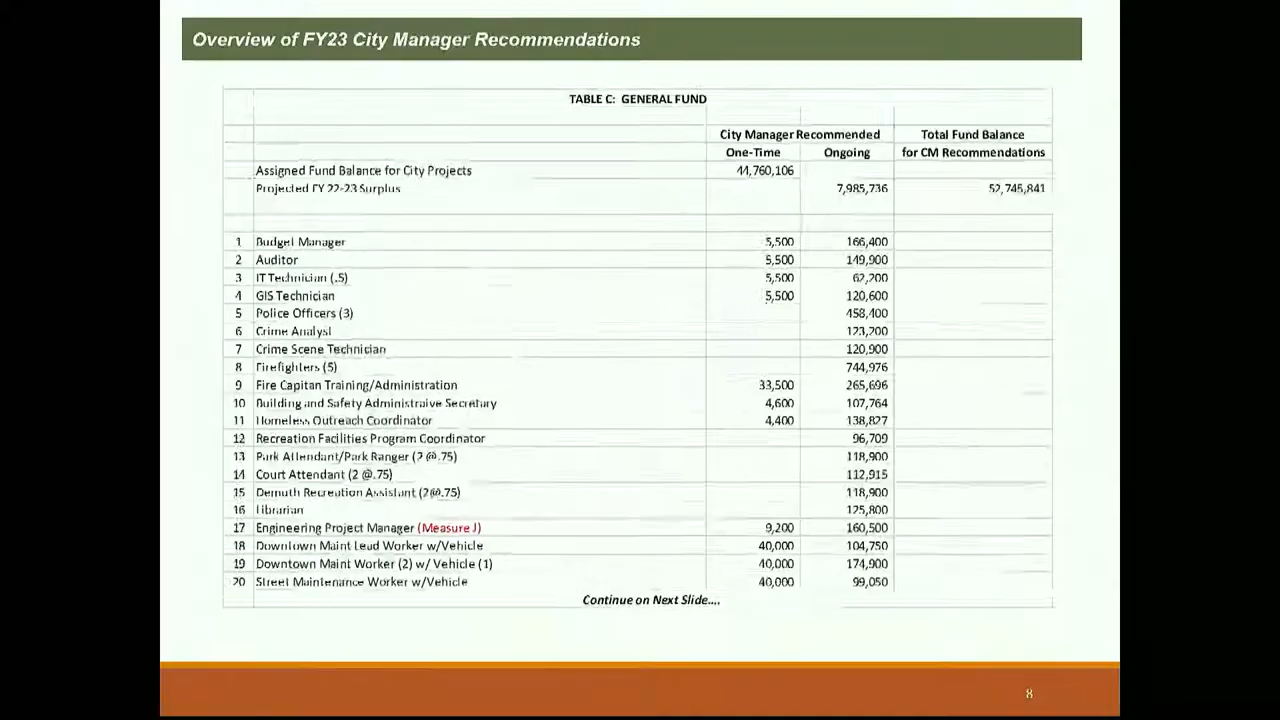 Overview of FY23 City Manager Recommendations
TABLE C: GENERAL FUND
City Manager Recommended Total Fund Balance
One-Time Ongoing for CM Recommendations
Assigned Fund Balance for City Projects 44,760,106
Projected FY 22-23 Surplus 7,985,736 52,745,841
1 Budget Manager 5,500 166,400
2 Auditor 5,500 149,900
3 IT Technician (.5) 5,500 62,200
4 GIS Technician 5,500 120,600
5 Police Officers (3) 458,400
6 Crime Analyst 123,200
7 Crime Scene Technician 120,900
8 Firefighters (5) 744,976
9 Fire Capitan Training/Administration 33,500 265,696
10 Building and Safety Administraive Secretary 4,600 107,764
11 Homeless Outreach Coordinator 4,400 138,827
12 Recreation Facilities Program Coordinator 96,709
13 Park Attendant/Park Ranger (2 @.75) 118,900
14 Court Attendant (2 @.75) 112,915
15 Demuth Recreation Assistant (2@.75) 118,900
16 Librarian 125,800
17 Engineering Project Manager (Measure J) 9,200 160,500
18 Downtown Maint Lead Worker w/Vehicle 40,000 104,750
19 Downtown Maint Worker (2) w/ Vehicle (1) 40,000 174,900
20 Street Maintenance Worker w/Vehicle 40,000 99,050
Continue on Next Slide....
8